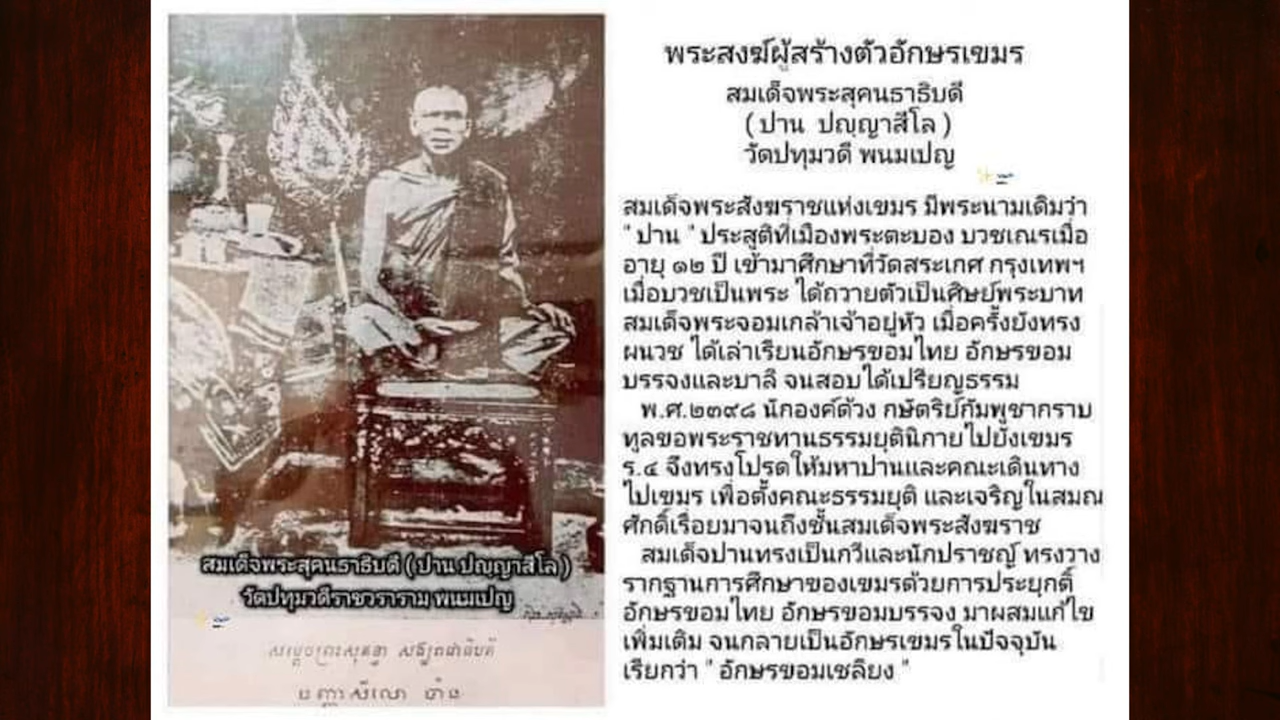 พระสงฆ์ผู้สร้างตัวอักษรเขมร
สมเด็จพระสุคนธาธิบดี
( ปาน ปญฺญาสีโล )
วัดปทุมวดี พนมเปญ
สมเด็จพระสังฆราชแห่งเขมร มีพระนามเดิมว่า
" ปาน " ประสูติที่เมืองพระตะบอง บวชเณรเมื่อ
อายุ ๑๒ ปี เข้ามาศึกษาที่วัดสระเกศ กรุงเทพฯ
เมื่อบวชเป็นพระ ได้ถวายตัวเป็นศิษย์พระบาท
สมเด็จพระจอมเกล้าเจ้าอยู่หัว เมื่อครั้งยังทรง
ผนวช ได้เล่าเรียนอักษรขอมไทย อักษรขอม
บรรจงและบาลี จนสอบได้เปรียญธรรม
พ.ศ.๒๓๙๘ นักองค์ด้วง กษัตริย์กัมพูชากราบ
ทูลขอพระราชทานธรรมยุตินิกายไปยังเขมร
ร.๔ จึงทรงโปรดให้มหาปานและคณะเดินทาง
ไปเขมร เพื่อตั้งคณะธรรมยุติ และเจริญในสมณ
ศักดิ์เรื่อยมาจนถึงชั้นสมเด็จพระสังฆราช
สมเด็จปานทรงเป็นกวีและนักปราชญ์ ทรงวาง
รากฐานการศึกษาของเขมรด้วยการประยุกติ์
อักษรขอมไทย อักษรขอมบรรจง มาผสมแก้ไข
เพิ่มเติม จนกลายเป็นอักษรเขมรในปัจจุบัน
เรียกว่า " อักษรขอมเชลียง "
สมเด็จพระสุคนธาธิบดี ( ปาน ปญฺญาสีโล )
วัดปทุมวดีราชวราราม พนมเปญ